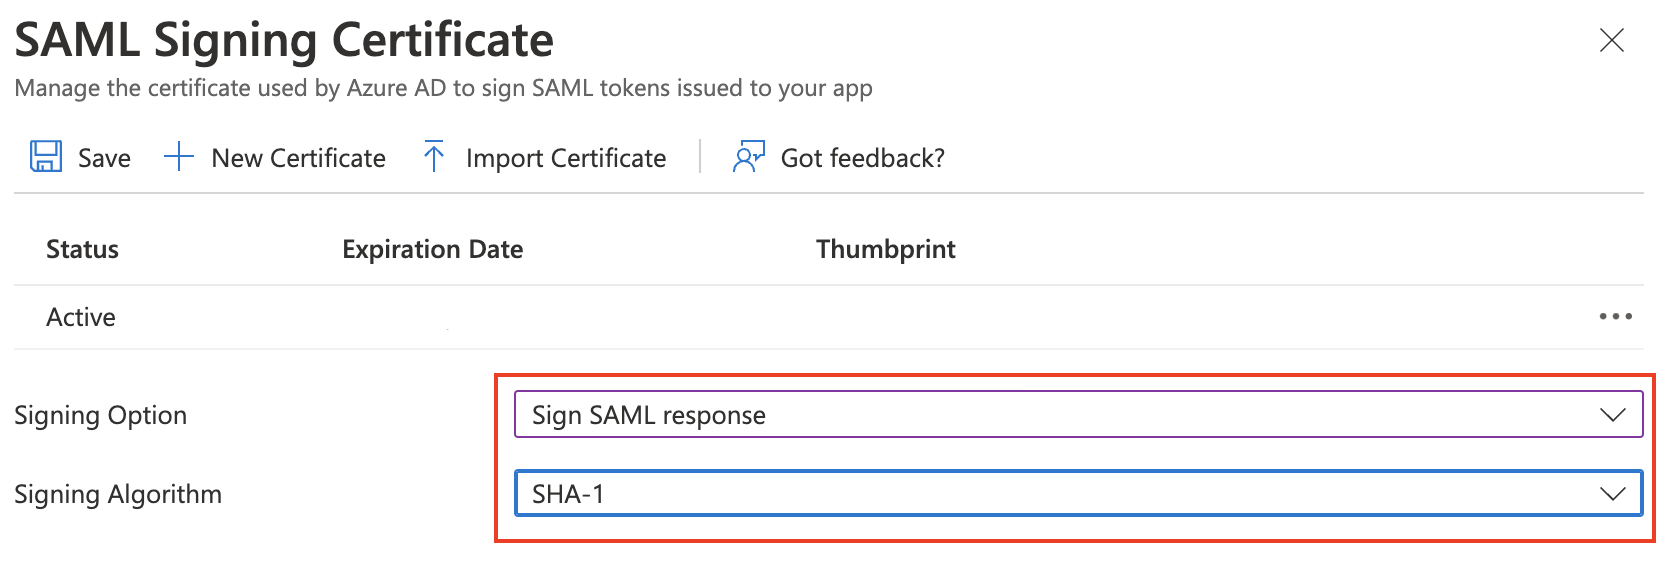 SAML Signing Certificate
Manage the certificate used by Azure AD to sign SAML tokens issued to your app
Save New Certificate Import Certificate Got feedback?
Status Expiration Date Thumbprint
Active
Signing Option Sign SAML response
Signing Algorithm SHA-1